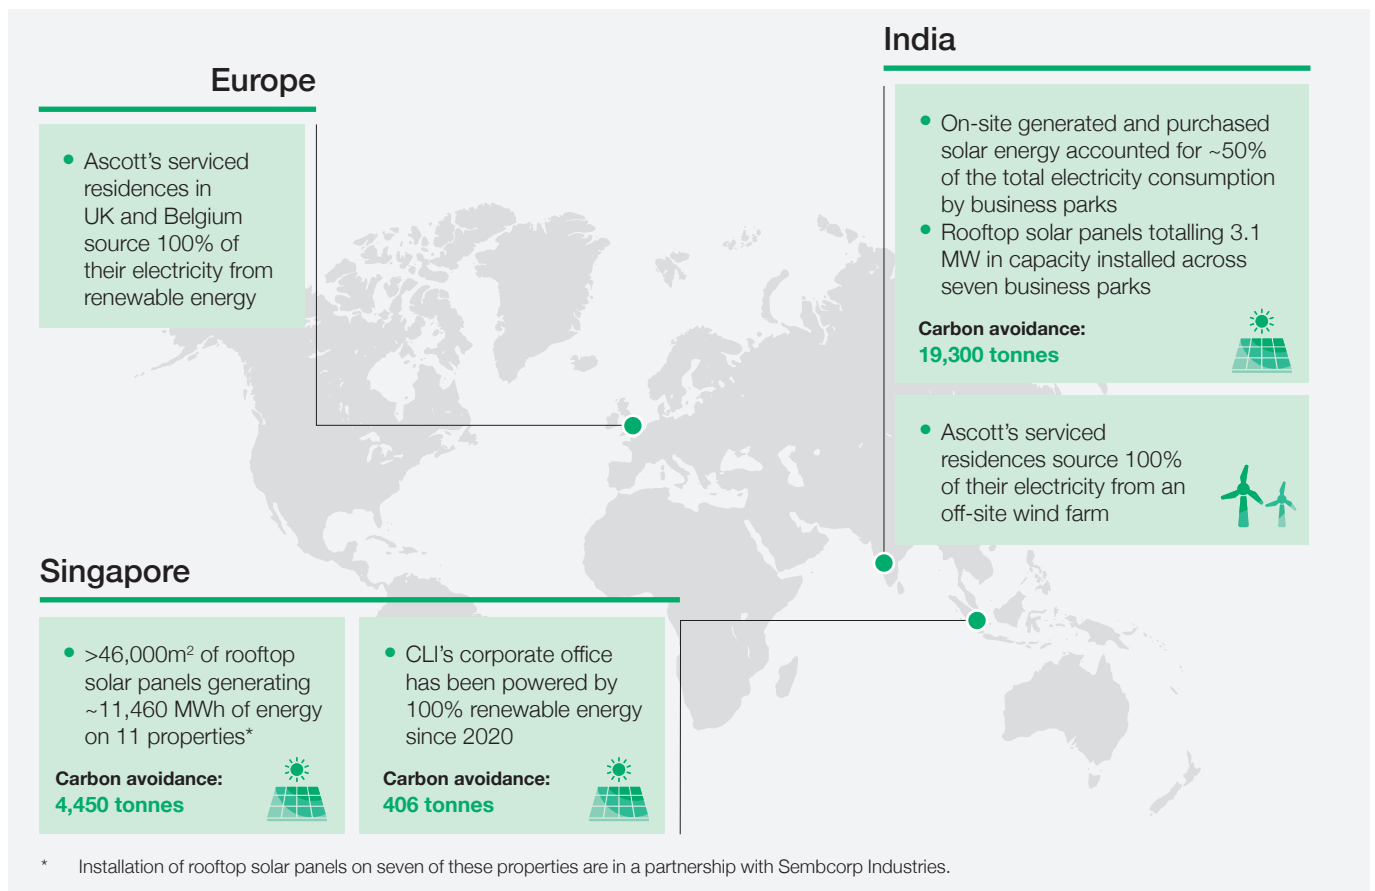 Europe
• Ascott’s serviced
residences in
UK and Belgium
source 100% of
their electricity from
renewable energy
India
• On-site generated and purchased
solar energy accounted for ~50%
of the total electricity consumption
by business parks
• Rooftop solar panels totalling 3.1
MW in capacity installed across
seven business parks
Carbon avoidance:
19,300 tonnes
• Ascott’s serviced
residences source 100%
of their electricity from an
off-site wind farm
Singapore
• >46,000m² of rooftop
solar panels generating
~11,460 MWh of energy
on 11 properties*
Carbon avoidance:
4,450 tonnes
• CLI’s corporate office
has been powered by
100% renewable energy
since 2020
Carbon avoidance:
406 tonnes
* Installation of rooftop solar panels on seven of these properties are in a partnership with Sembcorp Industries.